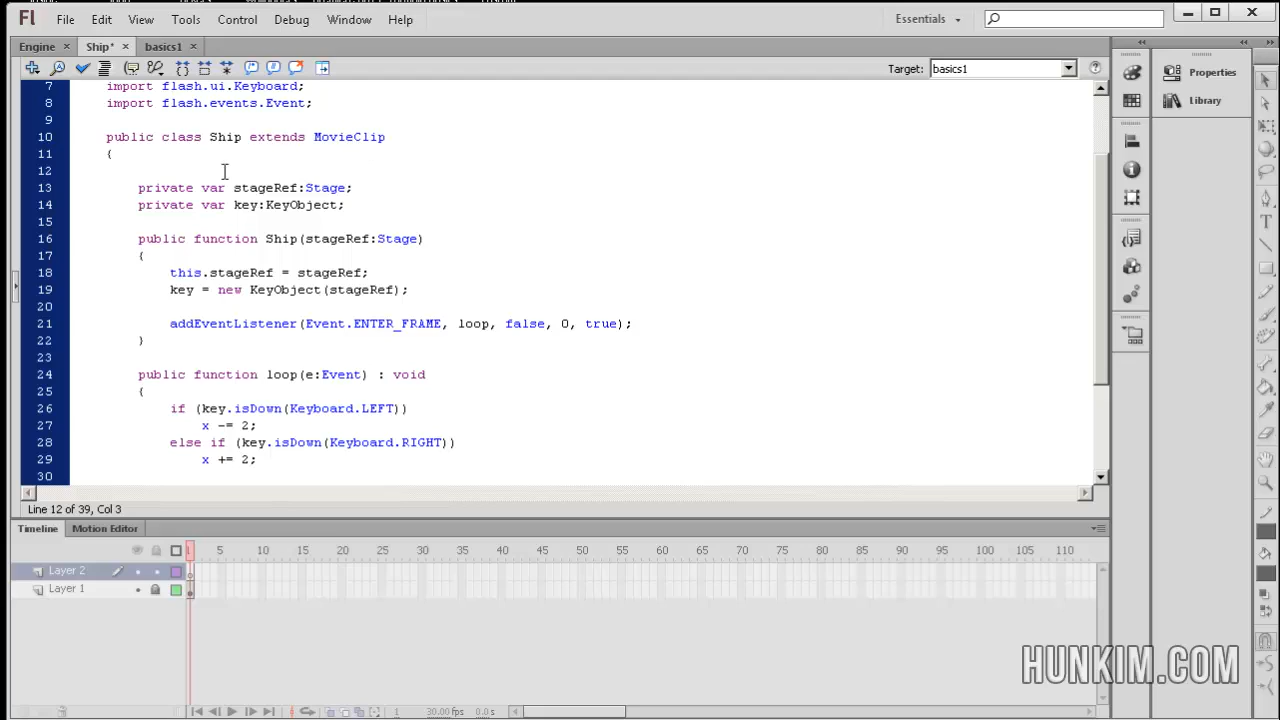 Fl File Edit View Tools Control Debug Window Help Essentials
Engine × Ship* × basics1 ×
Target: basics1
7 import flash.ui.Keyboard;
8 import flash.events.Event;
9
10 public class Ship extends MovieClip
11 {
12
13 private var stageRef:Stage;
14 private var key:KeyObject;
15
16 public function Ship(stageRef:Stage)
17 {
18 this.stageRef = stageRef;
19 key = new KeyObject(stageRef);
20
21 addEventListener(Event.ENTER_FRAME, loop, false, 0, true);
22 }
23
24 public function loop(e:Event) : void
25 {
26 if (key.isDown(Keyboard.LEFT))
27 x -= 2;
28 else if (key.isDown(Keyboard.RIGHT))
29 x += 2;
30
Properties
Library
Line 12 of 39, Col 3
Timeline Motion Editor
1 5 10 15 20 25 30 35 40 45 50 55 60 65 70 75 80 85 90 95 100 105 110
Layer 2
Layer 1
HUNKIM.COM
1 30.00fps 0.0s